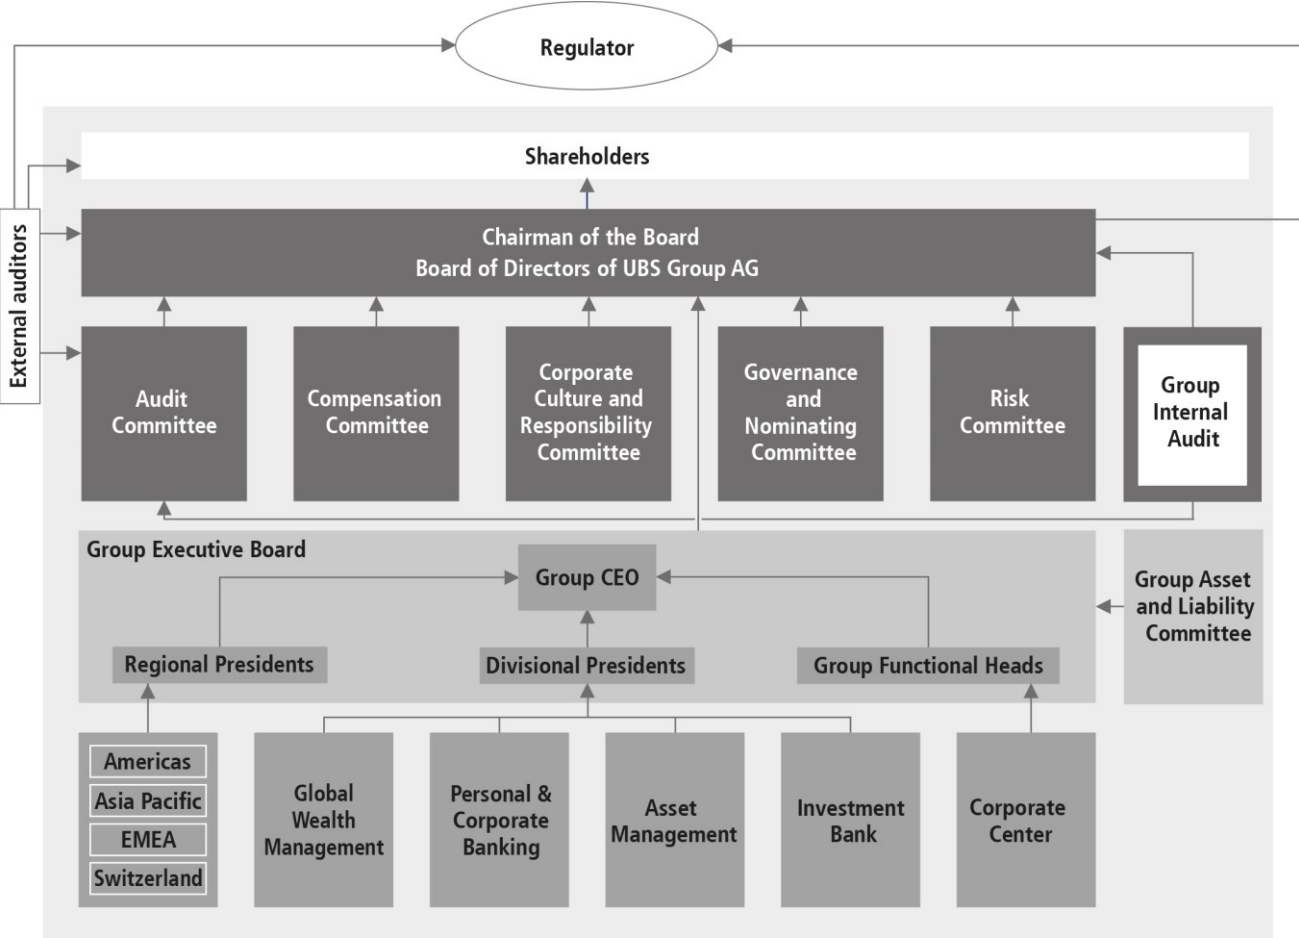 Regulator
Shareholders
External auditors
Chairman of the Board
Board of Directors of UBS Group AG
Audit
Committee
Compensation
Committee
Corporate
Culture and
Responsibility
Committee
Governance
and
Nominating
Committee
Risk
Committee
Group
Internal
Audit
Group Executive Board
Group CEO
Group Asset
and Liability
Committee
Regional Presidents
Divisional Presidents
Group Functional Heads
Americas
Asia Pacific
EMEA
Switzerland
Global
Wealth
Management
Personal &
Corporate
Banking
Asset
Management
Investment
Bank
Corporate
Center